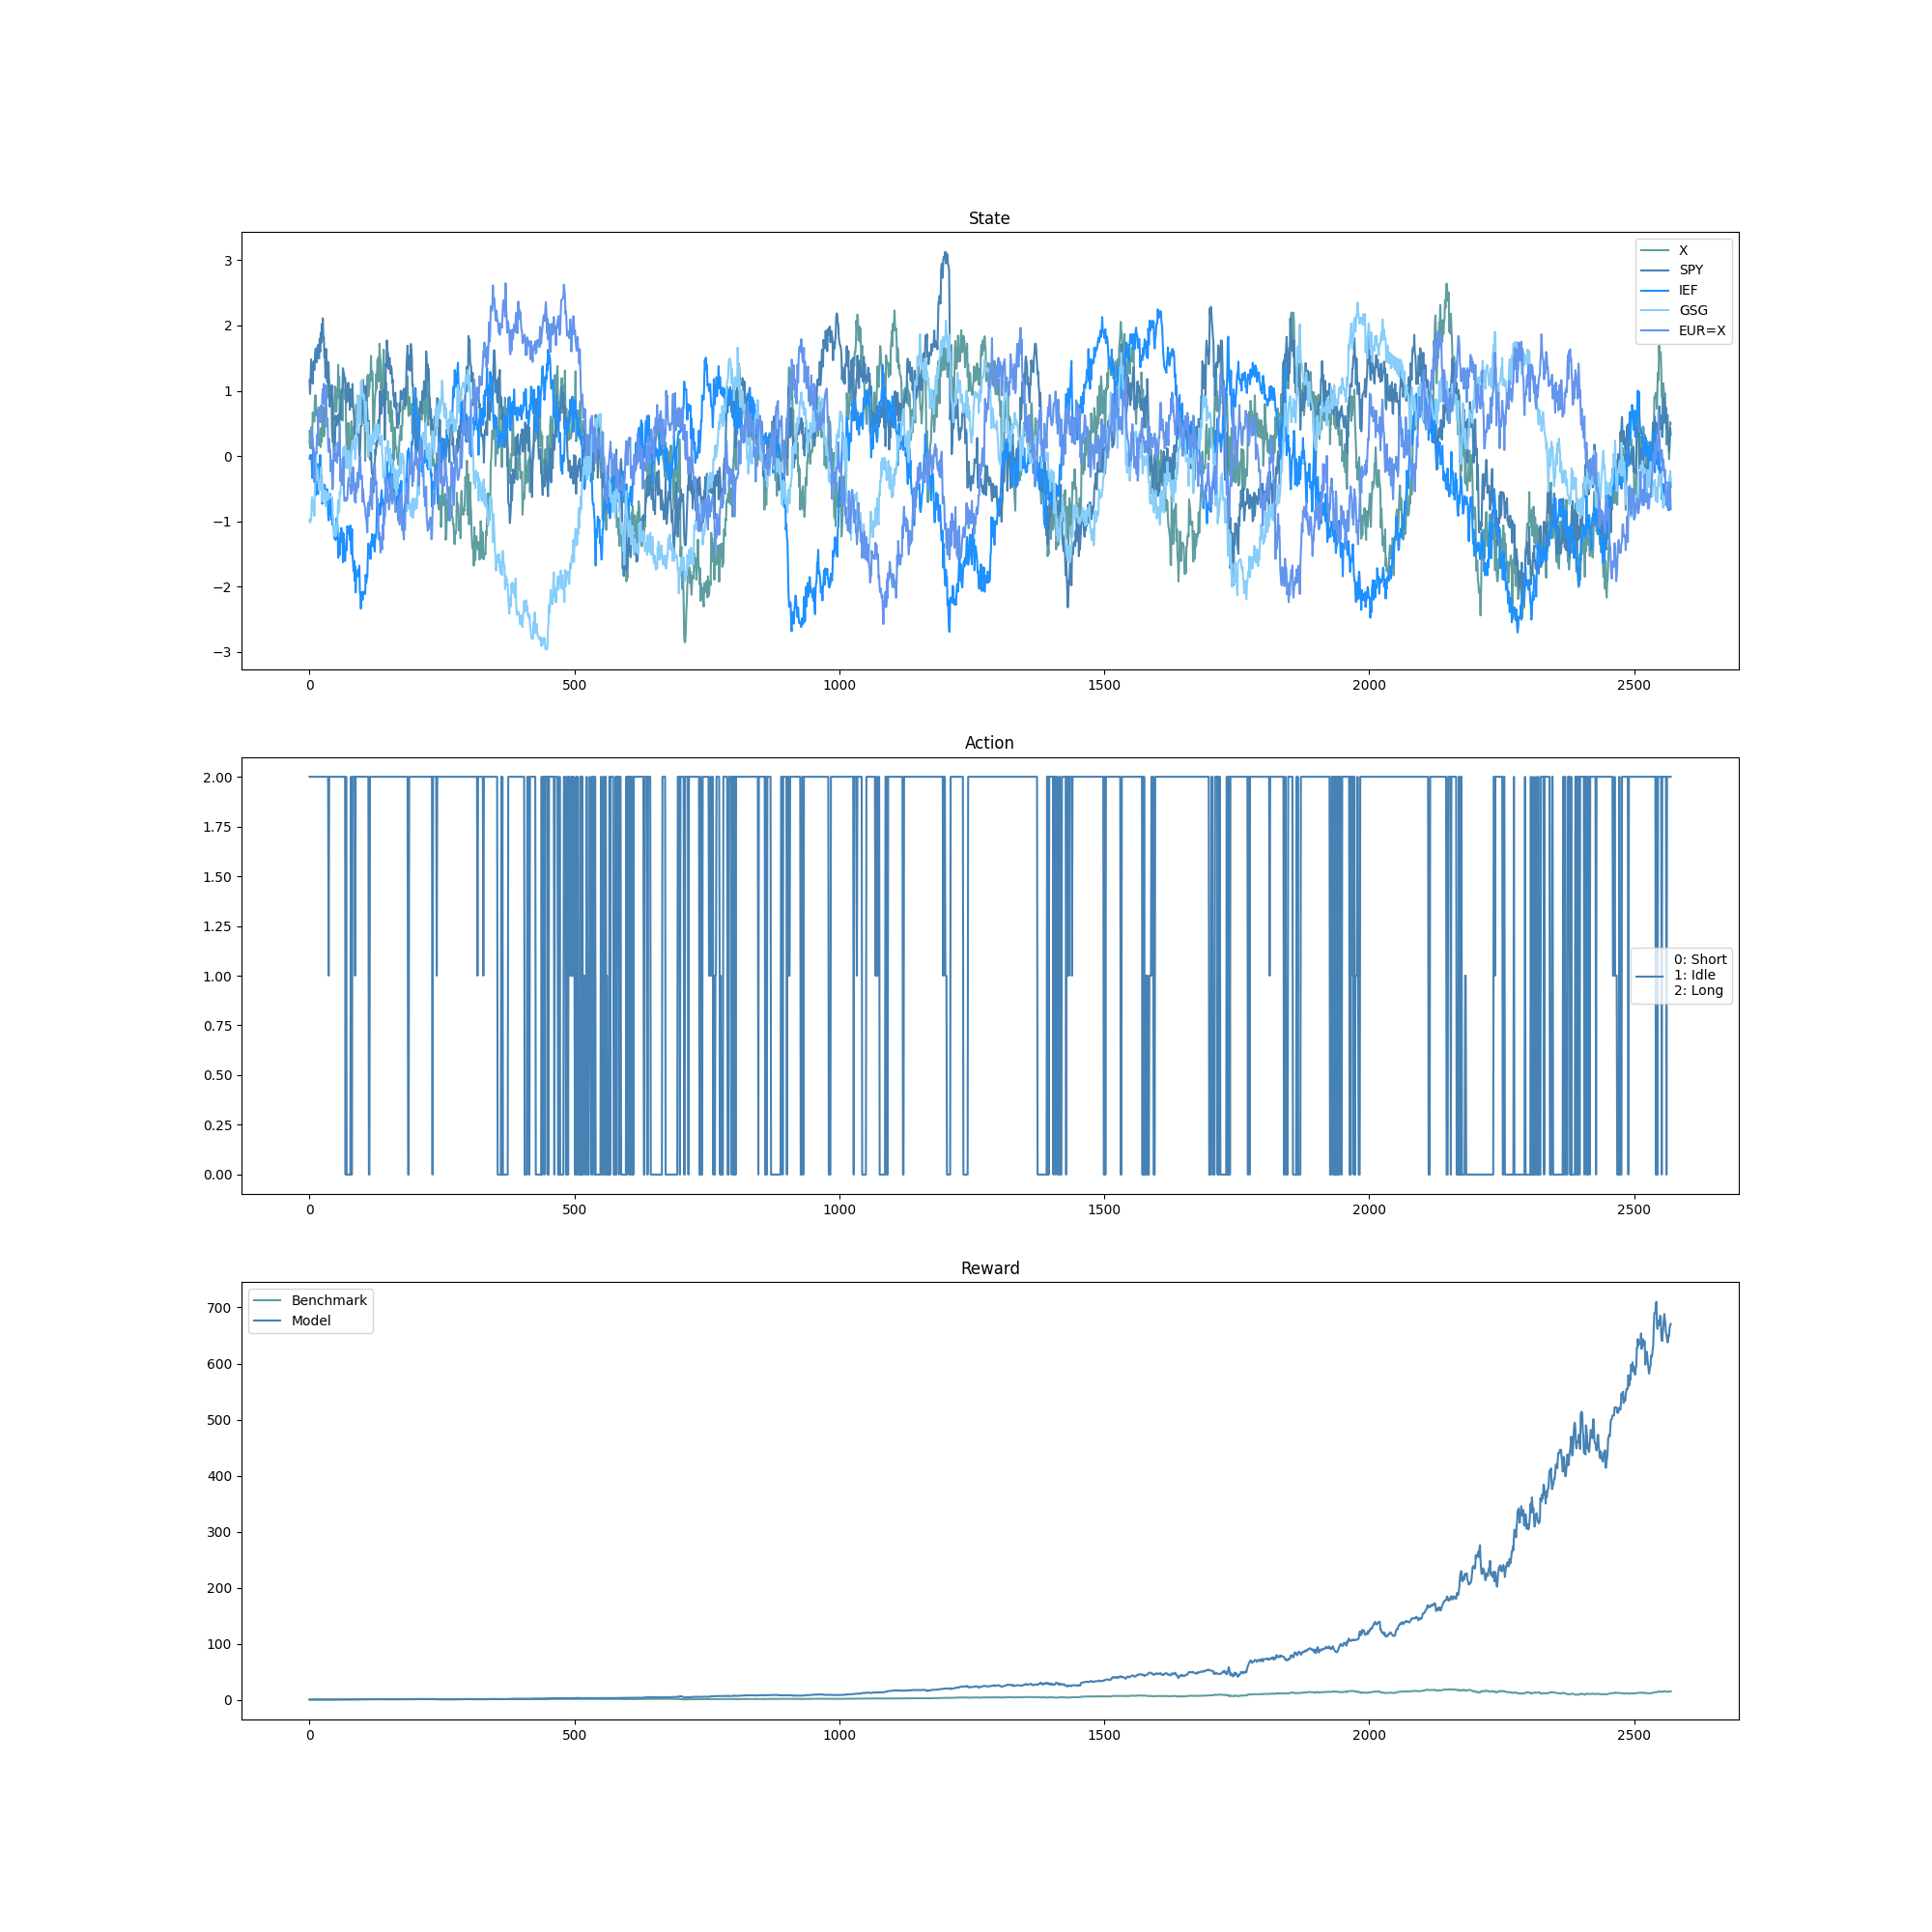 State
3
2
1
0
−1
−2
−3
X
SPY
IEF
GSG
EUR=X
0 500 1000 1500 2000 2500
Action
2.00
1.75
1.50
1.25
1.00
0.75
0.50
0.25
0.00
0: Short
1: Idle
2: Long
0 500 1000 1500 2000 2500
Reward
Benchmark
Model
700
600
500
400
300
200
100
0
0 500 1000 1500 2000 2500